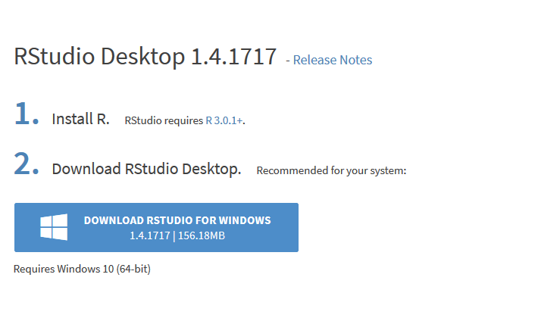 RStudio Desktop 1.4.1717 - Release Notes
1. Install R. RStudio requires R 3.0.1+.
2. Download RStudio Desktop. Recommended for your system:
DOWNLOAD RSTUDIO FOR WINDOWS
1.4.1717 | 156.18MB
Requires Windows 10 (64-bit)